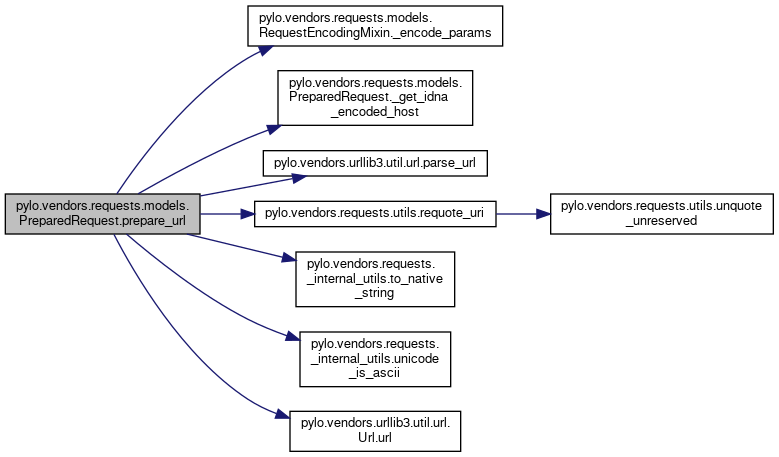 pylo.vendors.requests.models.
RequestEncodingMixin._encode_params
pylo.vendors.requests.models.
PreparedRequest._get_idna
_encoded_host
pylo.vendors.urllib3.util.url.parse_url
pylo.vendors.requests.models.
PreparedRequest.prepare_url
pylo.vendors.requests.utils.requote_uri
pylo.vendors.requests.utils.unquote
_unreserved
pylo.vendors.requests.
_internal_utils.to_native
_string
pylo.vendors.requests.
_internal_utils.unicode
_is_ascii
pylo.vendors.urllib3.util.url.
Url.url